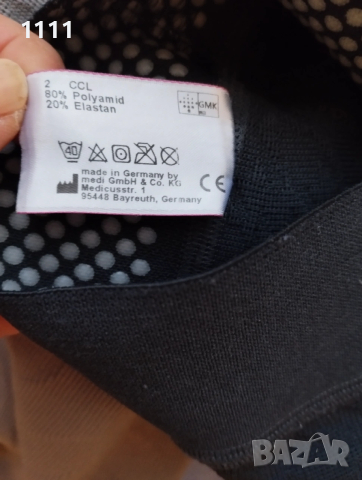 1111
2 CCL
80% Polyamid
20% Elastan
GMK
40
made in Germany by
medi GmbH & Co. KG
Medicusstr. 1
95448 Bayreuth, Germany
CE
BAZAR